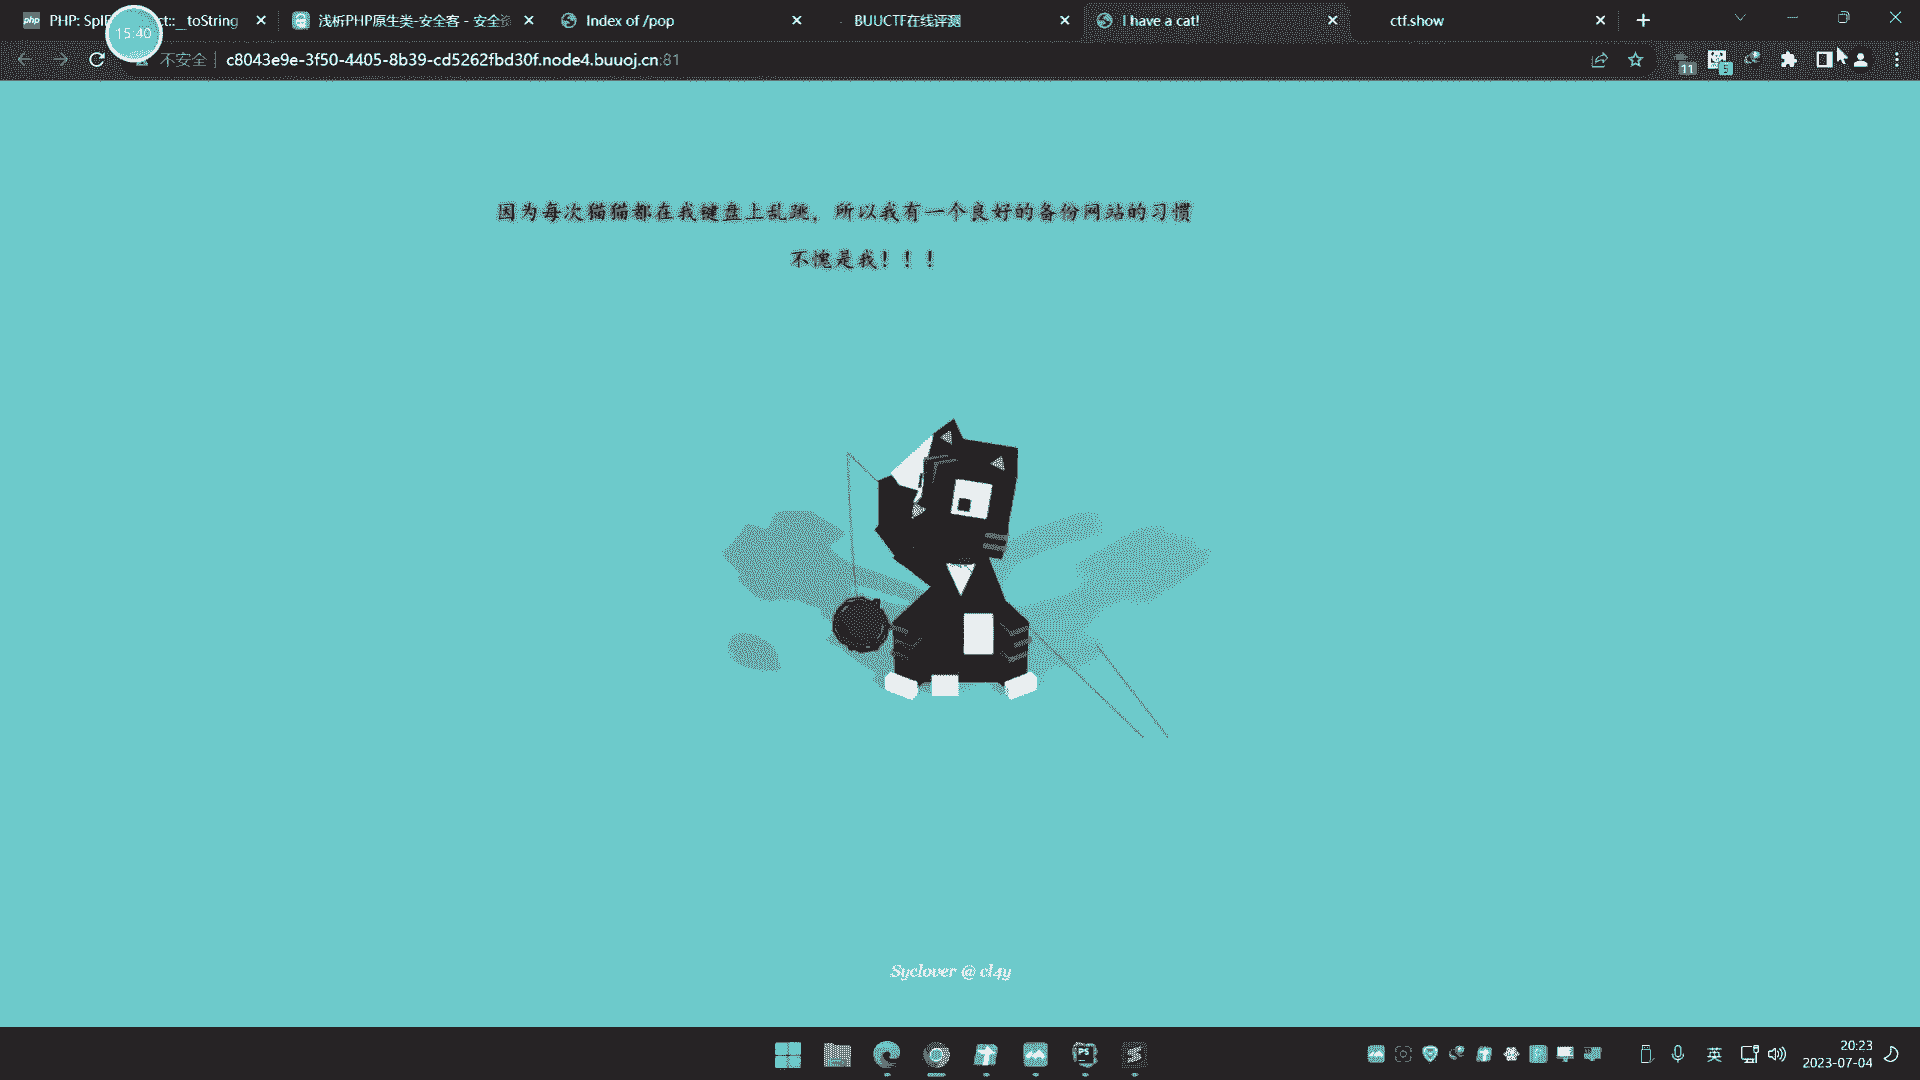 PHP: SplF
ct::__toString
15:40
浅析PHP原生类-安全客 - 安全资
Index of /pop
BUUCTF在线评测
I have a cat!
ctf.show
不安全
c8043e9e-3f50-4405-8b39-cd5262fbd30f.node4.buuoj.cn:81
11
5
因为每次猫猫都在我键盘上乱跳，所以我有一个良好的备份网站的习惯
不愧是我！！！
Syclover @ cl4y
PS
英
20:23
2023-07-04